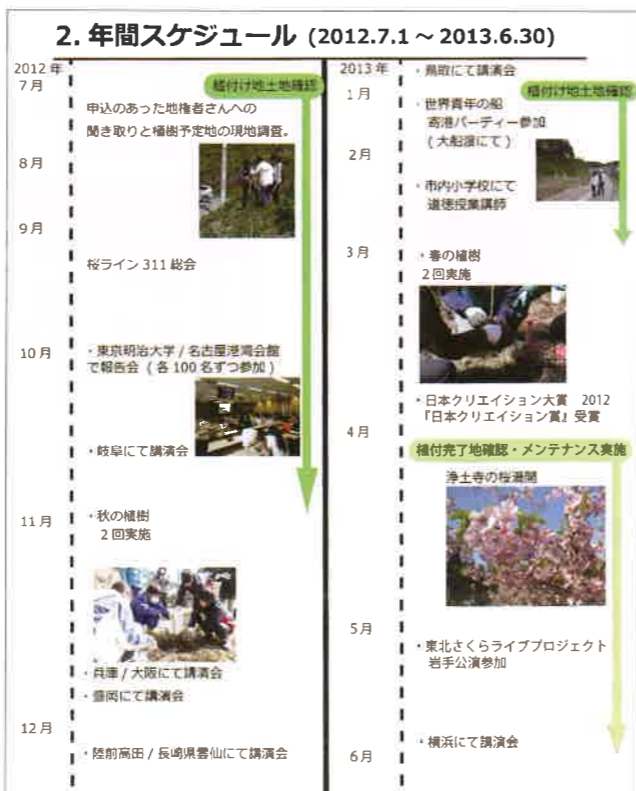 2. 年間スケジュール (2012.7.1 ～ 2013.6.30)
2012 年
7 月
植付け地土地確認
申込のあった地権者さんへの
聞き取りと植樹予定地の現地調査。
8 月
9 月
桜ライン 311 総会
10 月
・東京明治大学 / 名古屋港湾会館
で報告会 ( 各 100 名ずつ参加 )
・岐阜にて講演会
11 月
・秋の植樹
2 回実施
・兵庫 / 大阪にて講演会
・盛岡にて講演会
12 月
・陸前高田 / 長崎県雲仙にて講演会
2013 年
・鳥取にて講演会
1 月
植付け地土地確認
・世界青年の船
寄港パーティー参加
( 大船渡にて )
2 月
・市内小学校にて
道徳授業講師
3 月
・春の植樹
2 回実施
・日本クリエイション大賞 2012
『日本クリエイション賞』受賞
4 月
植付完了地確認・メンテナンス実施
浄土寺の桜満開
5 月
・東北さくらライブプロジェクト
岩手公演参加
・横浜にて講演会
6 月